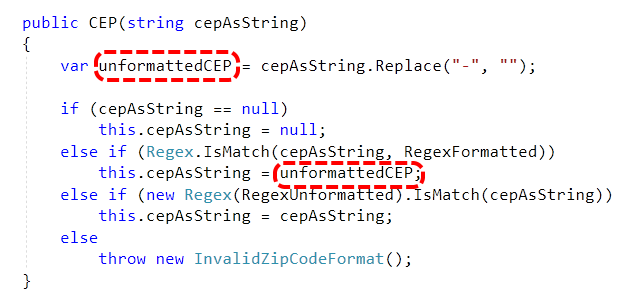 public CEP(string cepAsString)
{
    var unformattedCEP = cepAsString.Replace("-", "");
    if (cepAsString == null)
        this.cepAsString = null;
    else if (Regex.IsMatch(cepAsString, RegexFormatted))
        this.cepAsString = unformattedCEP;
    else if (new Regex(RegexUnformatted).IsMatch(cepAsString))
        this.cepAsString = cepAsString;
    else
        throw new InvalidZipCodeFormat();
}